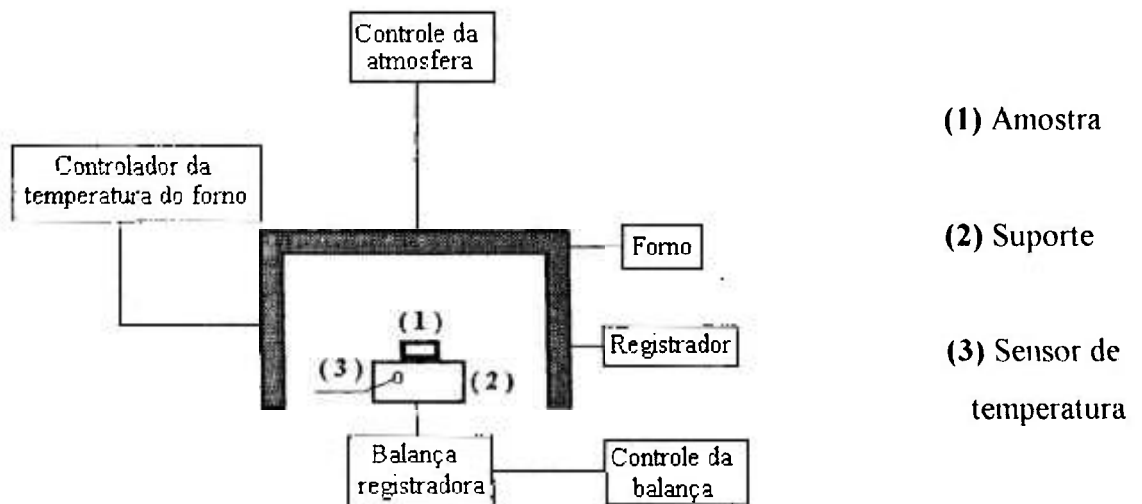 Controle da
atmosfera
Controlador da
temperatura do forno
Forno
(1)
Registrador
(3)
(2)
Balança
registradora
Controle da
balança
(1) Amostra
(2) Suporte
(3) Sensor de
temperatura